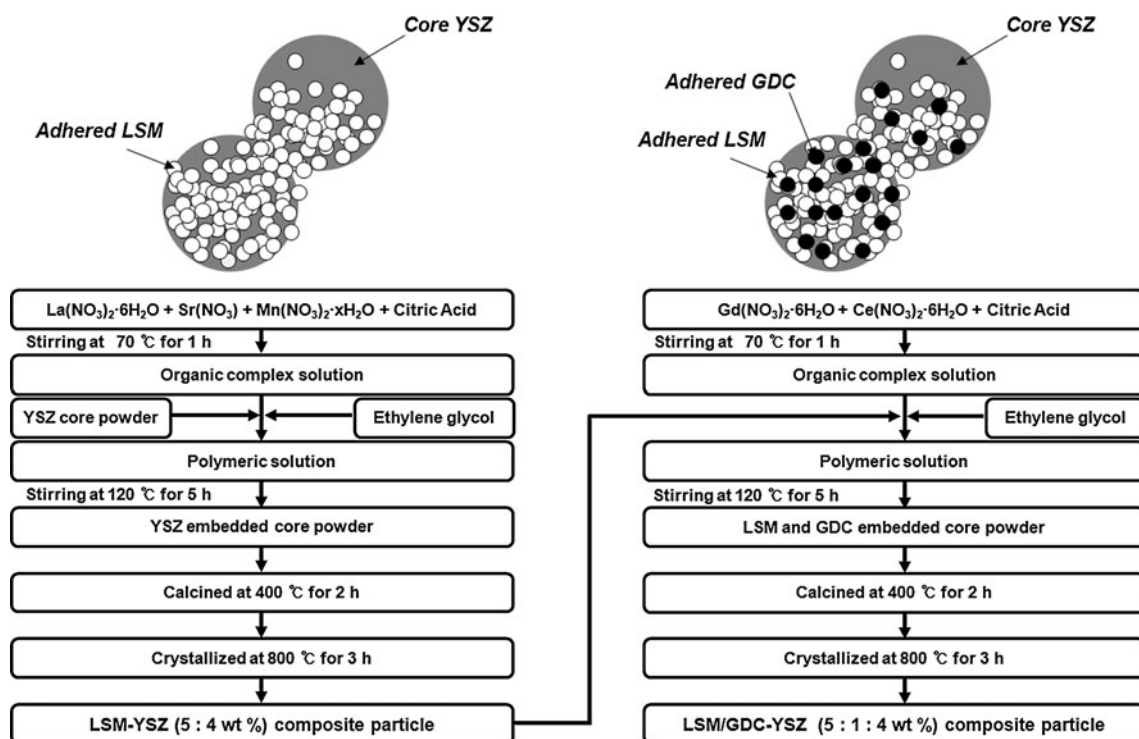 Core YSZ
Adhered LSM
La(NO₃)₂·6H₂O + Sr(NO₃) + Mn(NO₃)₂·xH₂O + Citric Acid
Stirring at 70 ℃ for 1 h
Organic complex solution
YSZ core powder
Ethylene glycol
Polymeric solution
Stirring at 120 ℃ for 5 h
YSZ embedded core powder
Calcined at 400 ℃ for 2 h
Crystallized at 800 ℃ for 3 h
LSM-YSZ (5 : 4 wt %) composite particle
Core YSZ
Adhered GDC
Adhered LSM
Gd(NO₃)₂·6H₂O + Ce(NO₃)₂·6H₂O + Citric Acid
Stirring at 70 ℃ for 1 h
Organic complex solution
Ethylene glycol
Polymeric solution
Stirring at 120 ℃ for 5 h
LSM and GDC embedded core powder
Calcined at 400 ℃ for 2 h
Crystallized at 800 ℃ for 3 h
LSM/GDC-YSZ (5 : 1 : 4 wt %) composite particle